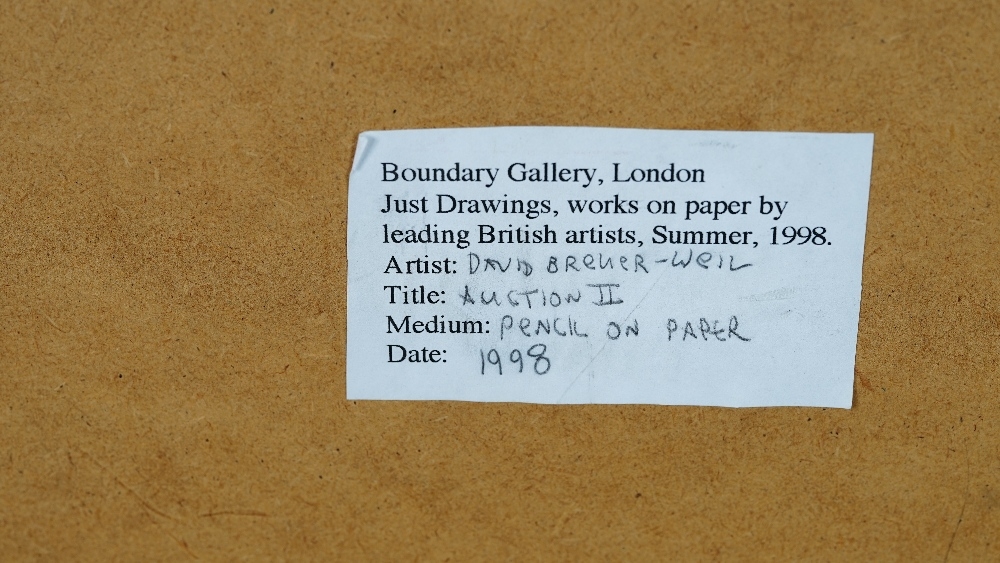 Boundary Gallery, London
Just Drawings, works on paper by
leading British artists, Summer, 1998.
Artist: DAVID BREUER-WEIL
Title: AUCTION II
Medium: PENCIL ON PAPER
Date: 1998